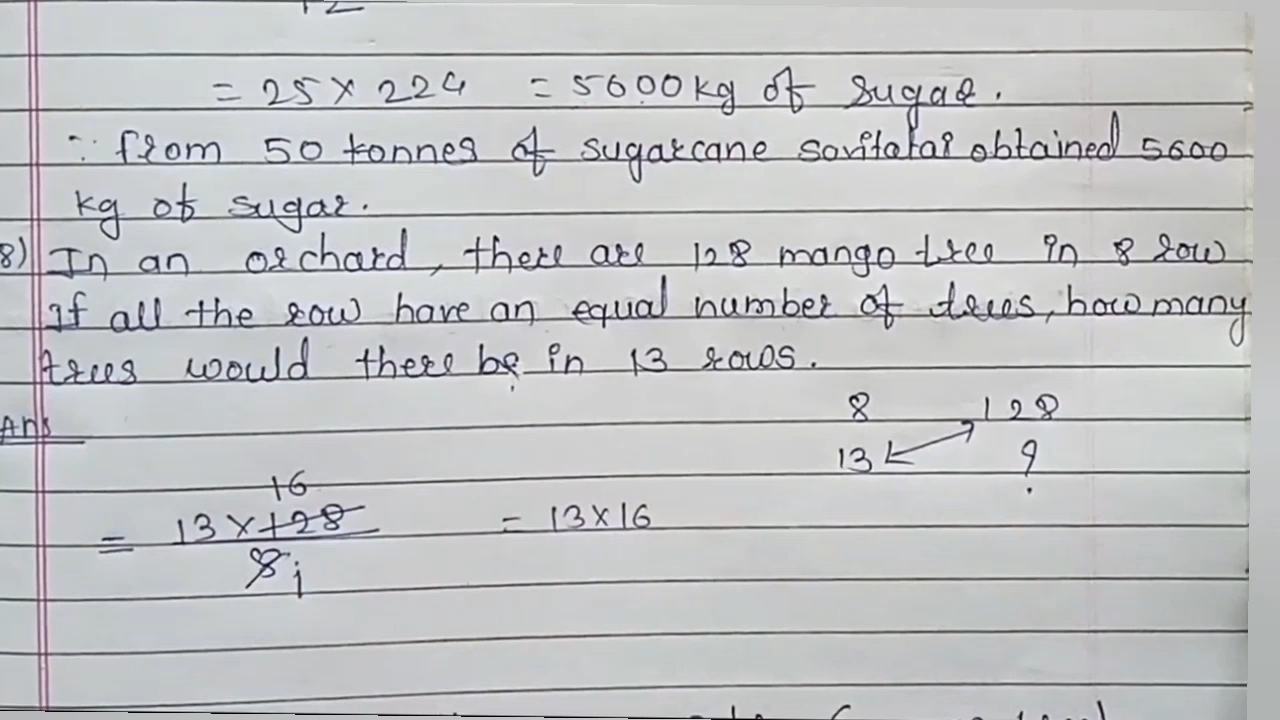 12
= 25 × 224 = 5600 kg of sugar.
∵ from 50 tonnes of sugarcane savitatai obtained 5600
kg of sugar.
8) In an orchard, there are 128 mango tree in 8 row
If all the row have an equal number of trees, how many
trees would there be in 13 rows.
Ans
8 128
13 ?
16
= 13 × 128 = 13 × 16
8 1